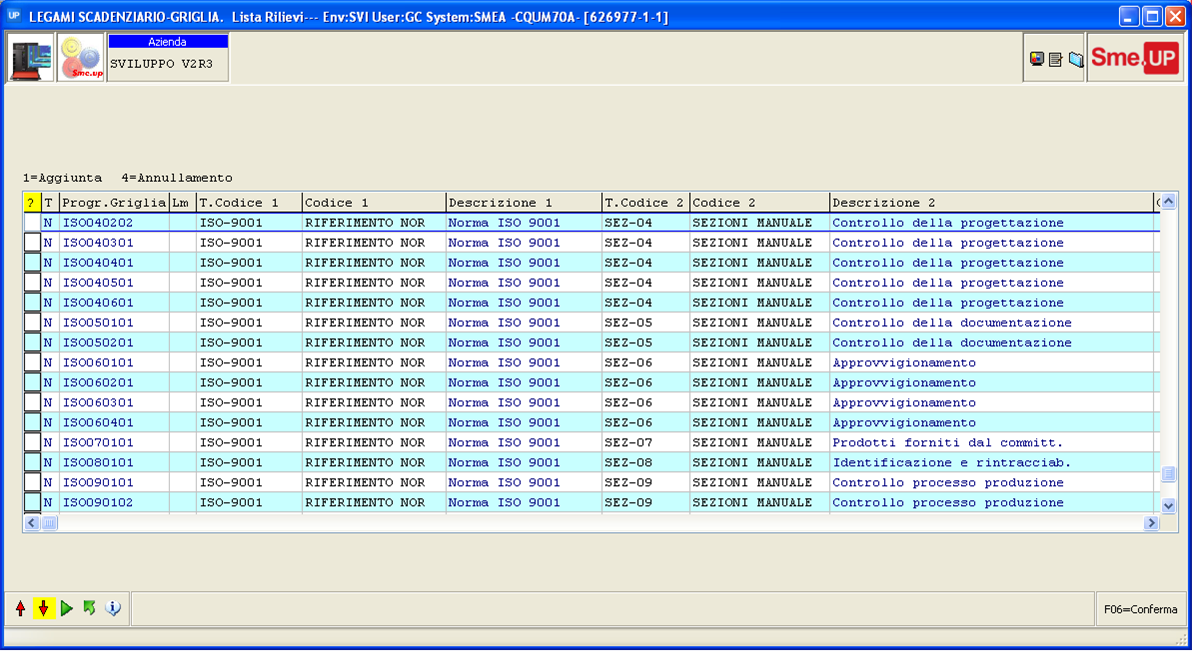 UP LEGAMI SCADENZIARIO-GRIGLIA. Lista Rilievi--- Env:SVI User:GC System:SMEA -CQUM70A- [626977-1-1]
Sme.up
Azienda
SVILUPPO V2R3
Sme.UP
1=Aggiunta 4=Annullamento
? T Progr.Griglia Lm T.Codice 1 Codice 1 Descrizione 1 T.Codice 2 Codice 2 Descrizione 2
N ISO040202 ISO-9001 RIFERIMENTO NOR Norma ISO 9001 SEZ-04 SEZIONI MANUALE Controllo della progettazione
N ISO040301 ISO-9001 RIFERIMENTO NOR Norma ISO 9001 SEZ-04 SEZIONI MANUALE Controllo della progettazione
N ISO040401 ISO-9001 RIFERIMENTO NOR Norma ISO 9001 SEZ-04 SEZIONI MANUALE Controllo della progettazione
N ISO040501 ISO-9001 RIFERIMENTO NOR Norma ISO 9001 SEZ-04 SEZIONI MANUALE Controllo della progettazione
N ISO040601 ISO-9001 RIFERIMENTO NOR Norma ISO 9001 SEZ-04 SEZIONI MANUALE Controllo della progettazione
N ISO050101 ISO-9001 RIFERIMENTO NOR Norma ISO 9001 SEZ-05 SEZIONI MANUALE Controllo della documentazione
N ISO050201 ISO-9001 RIFERIMENTO NOR Norma ISO 9001 SEZ-05 SEZIONI MANUALE Controllo della documentazione
N ISO060101 ISO-9001 RIFERIMENTO NOR Norma ISO 9001 SEZ-06 SEZIONI MANUALE Approvvigionamento
N ISO060201 ISO-9001 RIFERIMENTO NOR Norma ISO 9001 SEZ-06 SEZIONI MANUALE Approvvigionamento
N ISO060301 ISO-9001 RIFERIMENTO NOR Norma ISO 9001 SEZ-06 SEZIONI MANUALE Approvvigionamento
N ISO060401 ISO-9001 RIFERIMENTO NOR Norma ISO 9001 SEZ-06 SEZIONI MANUALE Approvvigionamento
N ISO070101 ISO-9001 RIFERIMENTO NOR Norma ISO 9001 SEZ-07 SEZIONI MANUALE Prodotti forniti dal committ.
N ISO080101 ISO-9001 RIFERIMENTO NOR Norma ISO 9001 SEZ-08 SEZIONI MANUALE Identificazione e rintracciab.
N ISO090101 ISO-9001 RIFERIMENTO NOR Norma ISO 9001 SEZ-09 SEZIONI MANUALE Controllo processo produzione
N ISO090102 ISO-9001 RIFERIMENTO NOR Norma ISO 9001 SEZ-09 SEZIONI MANUALE Controllo processo produzione
F06=Conferma